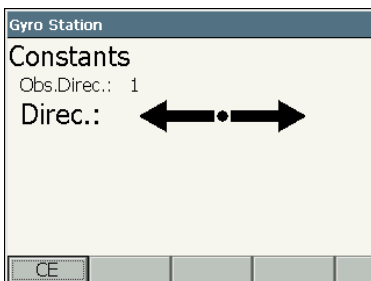 Gyro Station
Constants
Obs.Direc.: 1
Direc.:
CE